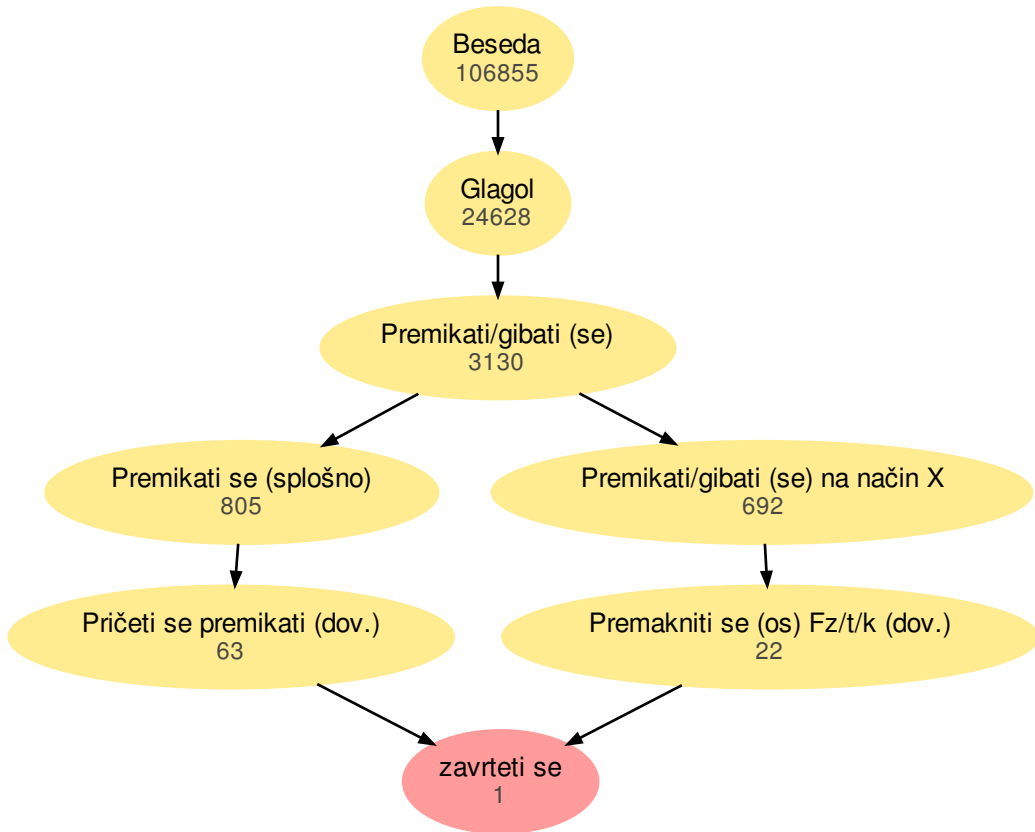 Beseda
106855
Glagol
24628
Premikati/gibati (se)
3130
Premikati se (splošno)
805
Premikati/gibati (se) na način X
692
Pričeti se premikati (dov.)
63
Premakniti se (os) Fz/t/k (dov.)
22
zavrteti se
1